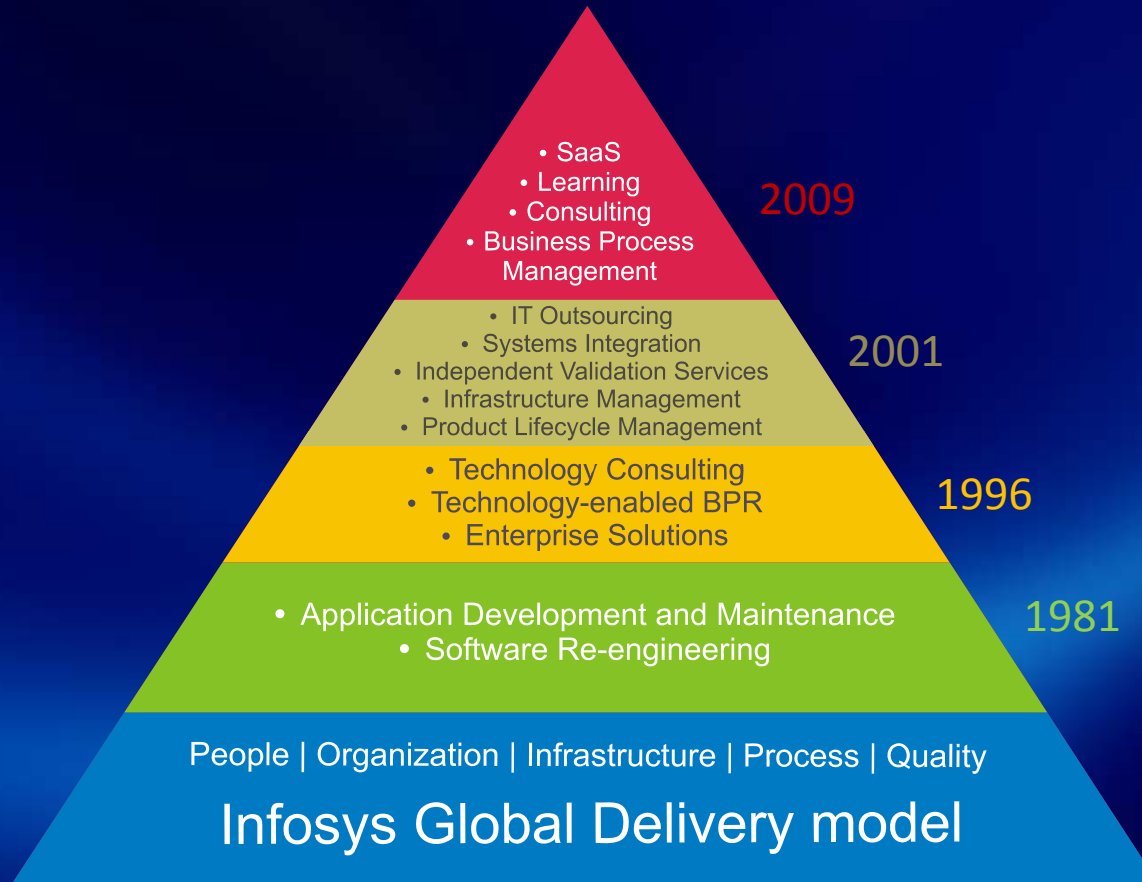 • SaaS
• Learning
• Consulting
• Business Process
Management
2009
• IT Outsourcing
• Systems Integration
• Independent Validation Services
• Infrastructure Management
• Product Lifecycle Management
2001
• Technology Consulting
• Technology-enabled BPR
• Enterprise Solutions
1996
• Application Development and Maintenance
• Software Re-engineering
1981
People | Organization | Infrastructure | Process | Quality
Infosys Global Delivery model